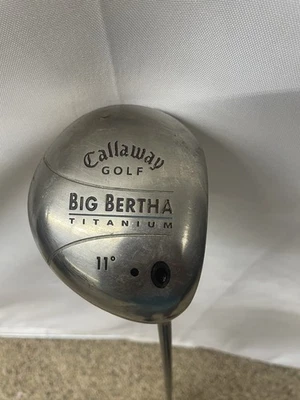 Callaway
GOLF
BIG BERTHA
TITANIUM
11°